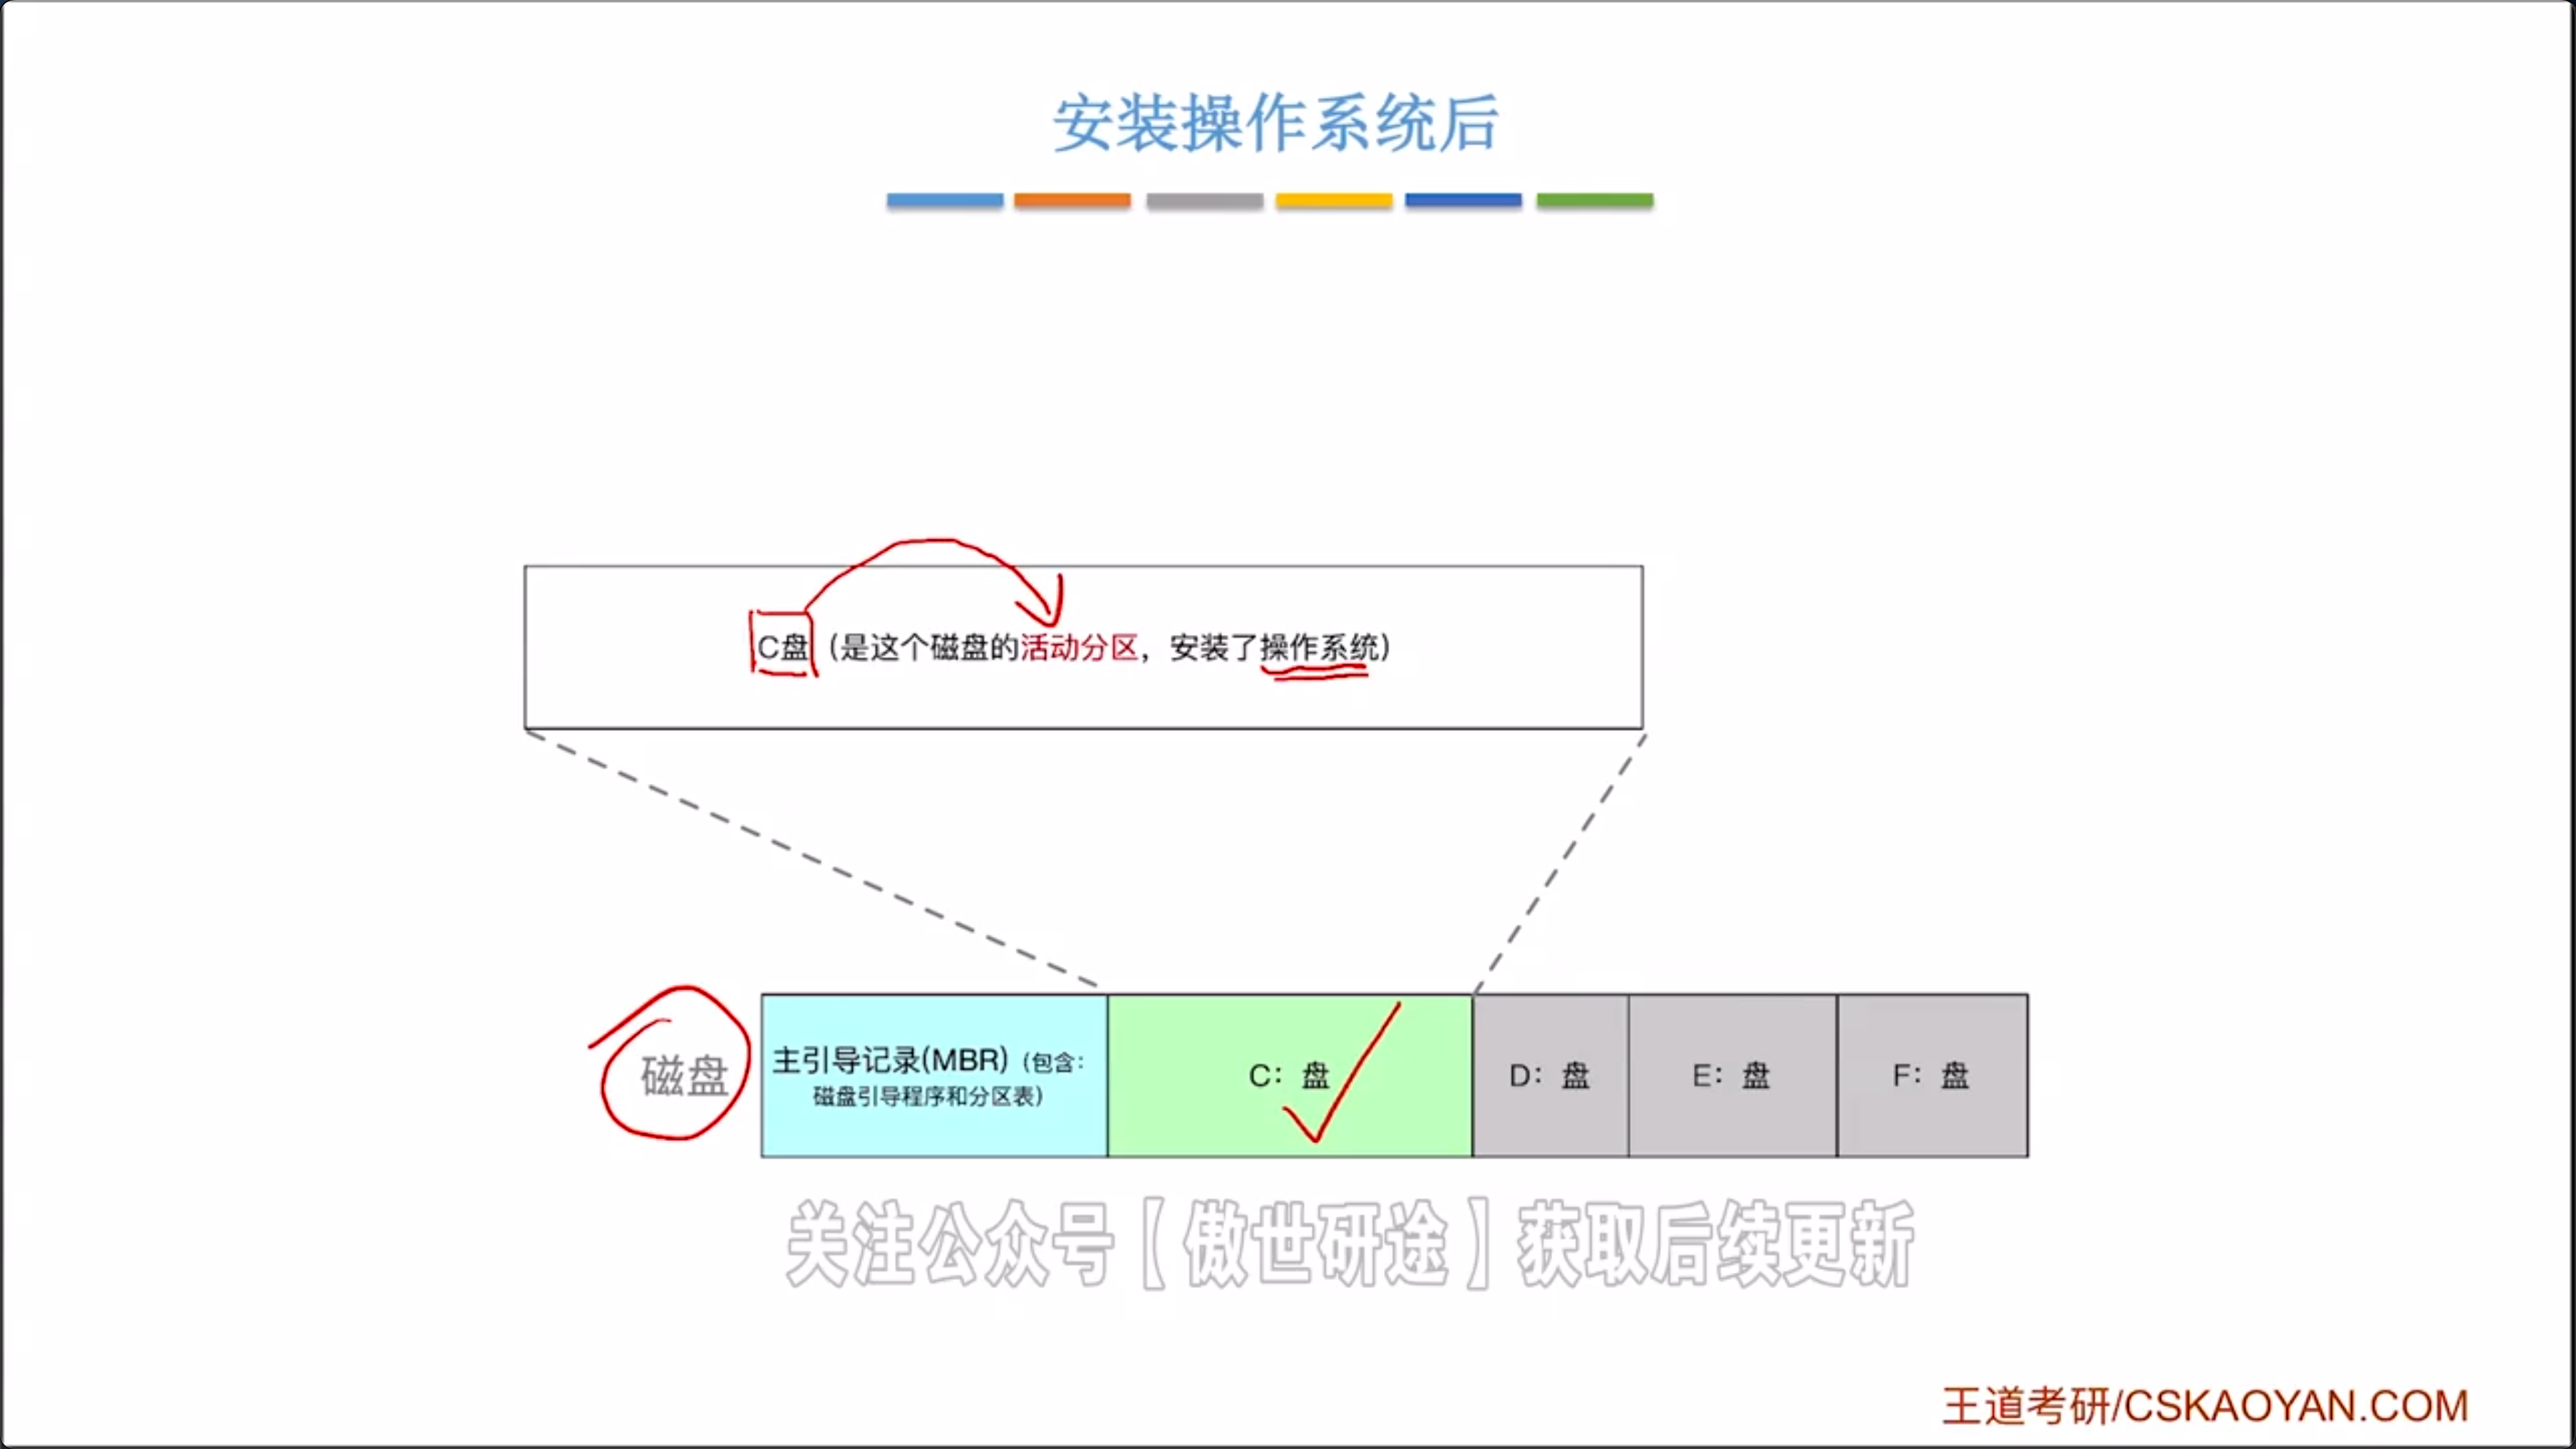 安装操作系统后
C盘（是这个磁盘的活动分区，安装了操作系统）
磁盘
主引导记录(MBR)（包含：
磁盘引导程序和分区表）
C：盘
D：盘
E：盘
F：盘
关注公众号【傲世研途】获取后续更新
王道考研/CSKAOYAN.COM